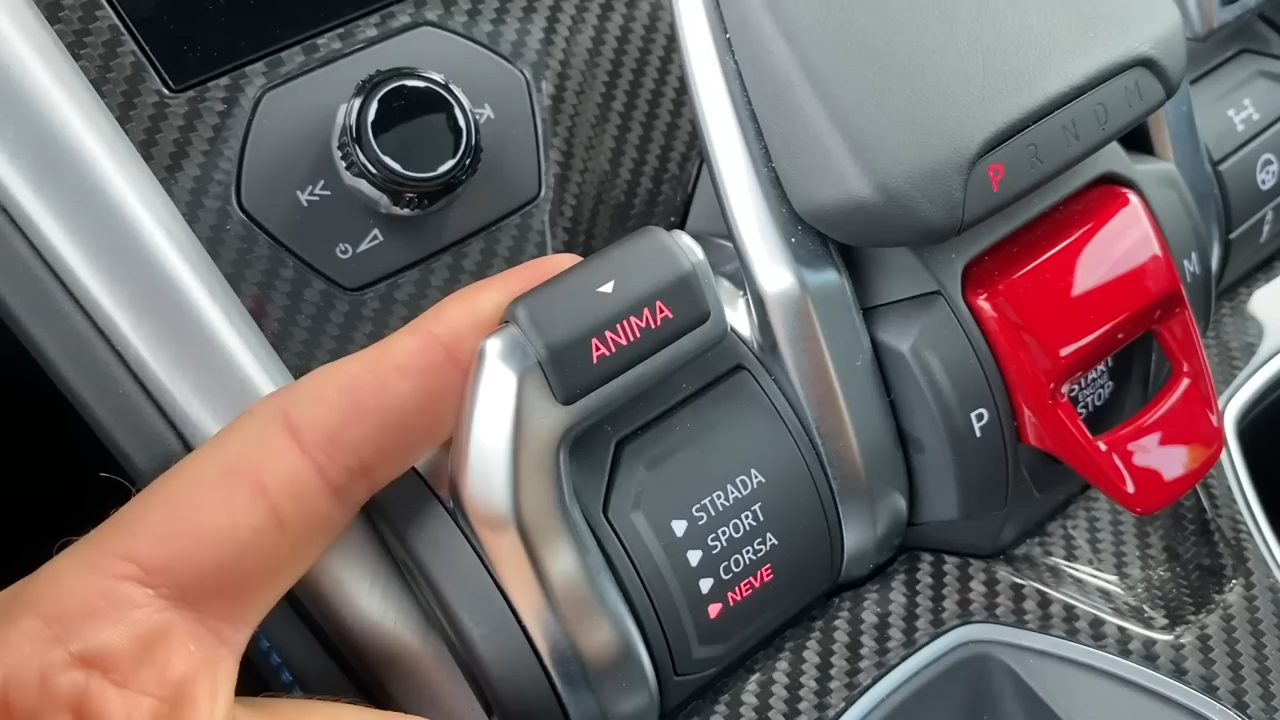 P R N D M
ANIMA
STRADA
SPORT
CORSA
NEVE
P
START
ENGINE
STOP
M